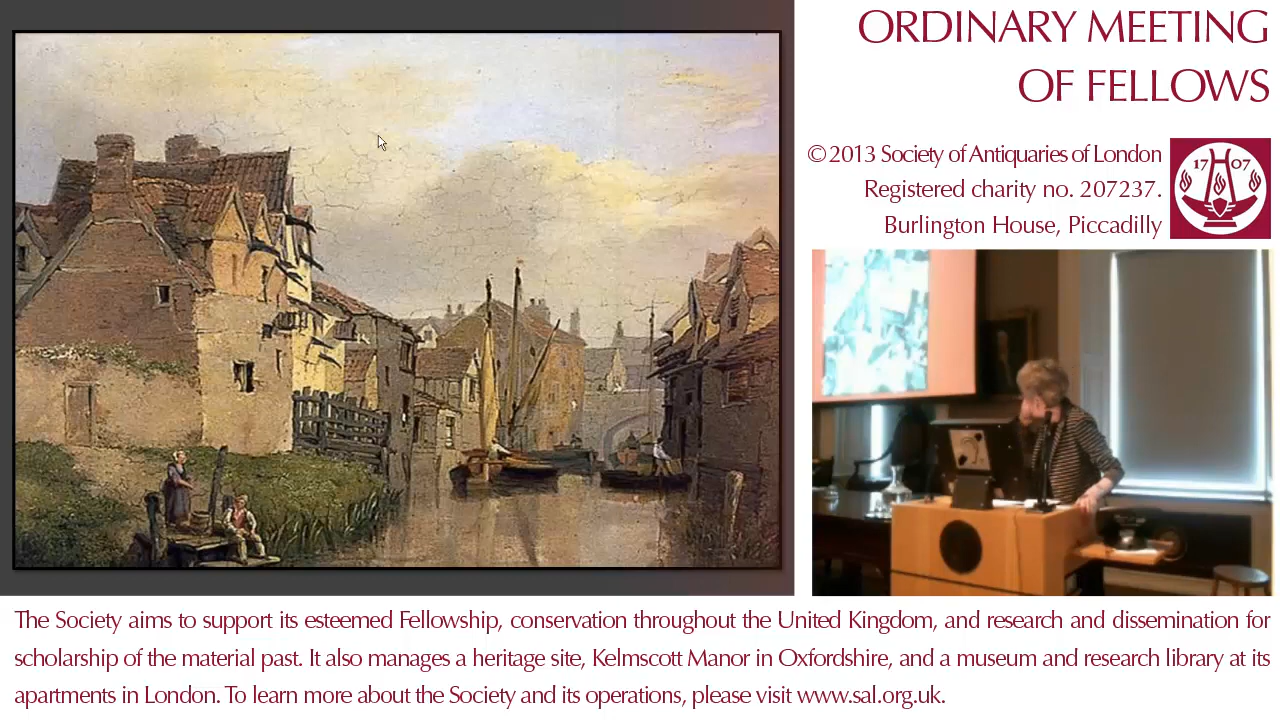 ORDINARY MEETING
OF FELLOWS
© 2013 Society of Antiquaries of London
Registered charity no. 207237.
Burlington House, Piccadilly
17 07
The Society aims to support its esteemed Fellowship, conservation throughout the United Kingdom, and research and dissemination for
scholarship of the material past. It also manages a heritage site, Kelmscott Manor in Oxfordshire, and a museum and research library at its
apartments in London. To learn more about the Society and its operations, please visit www.sal.org.uk.